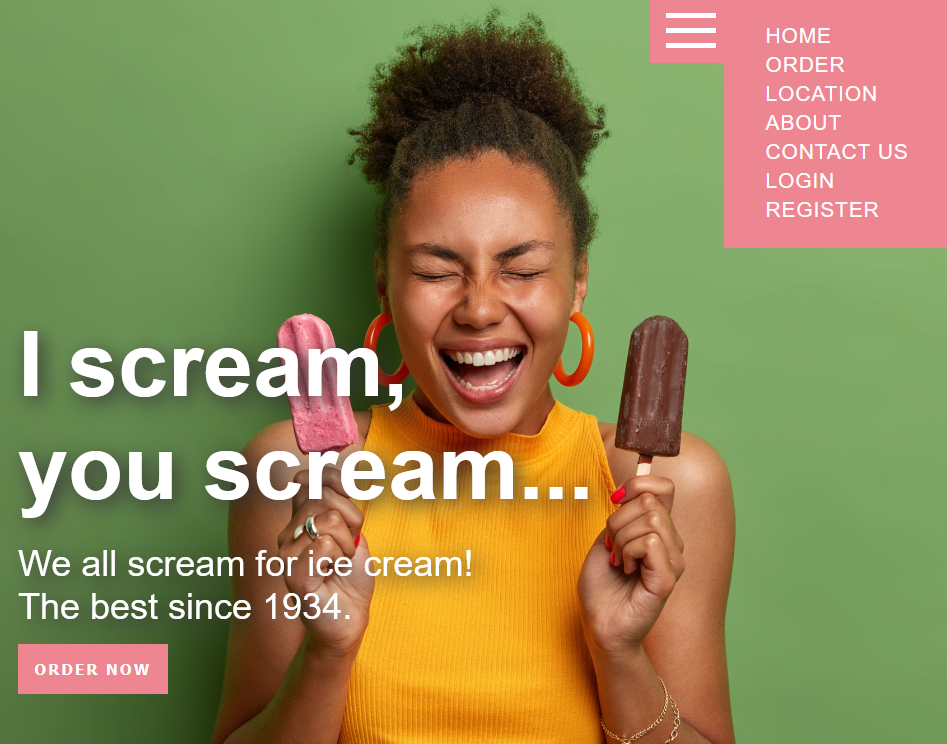 HOME
ORDER
LOCATION
ABOUT
CONTACT US
LOGIN
REGISTER
I scream,
you scream...
We all scream for ice cream!
The best since 1934.
ORDER NOW